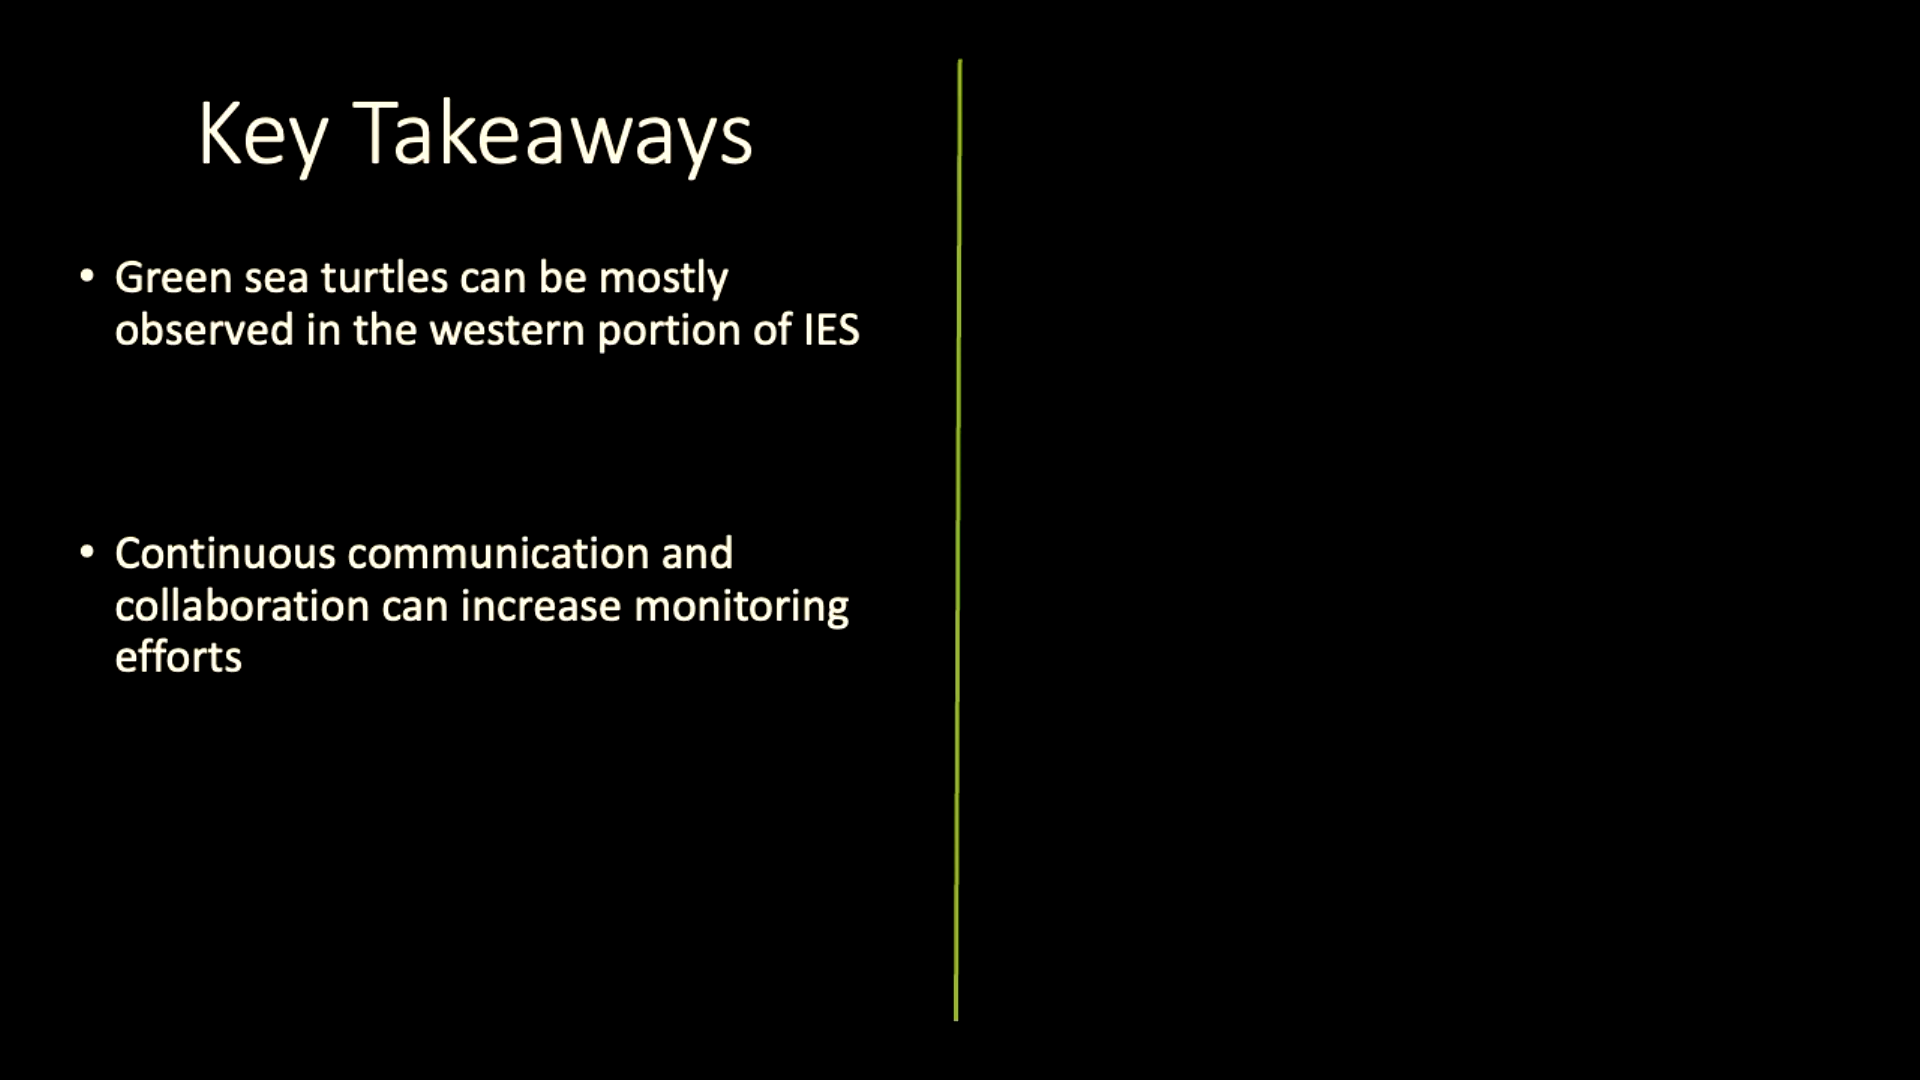 Key Takeaways
• Green sea turtles can be mostly
observed in the western portion of IES
• Continuous communication and
collaboration can increase monitoring
efforts